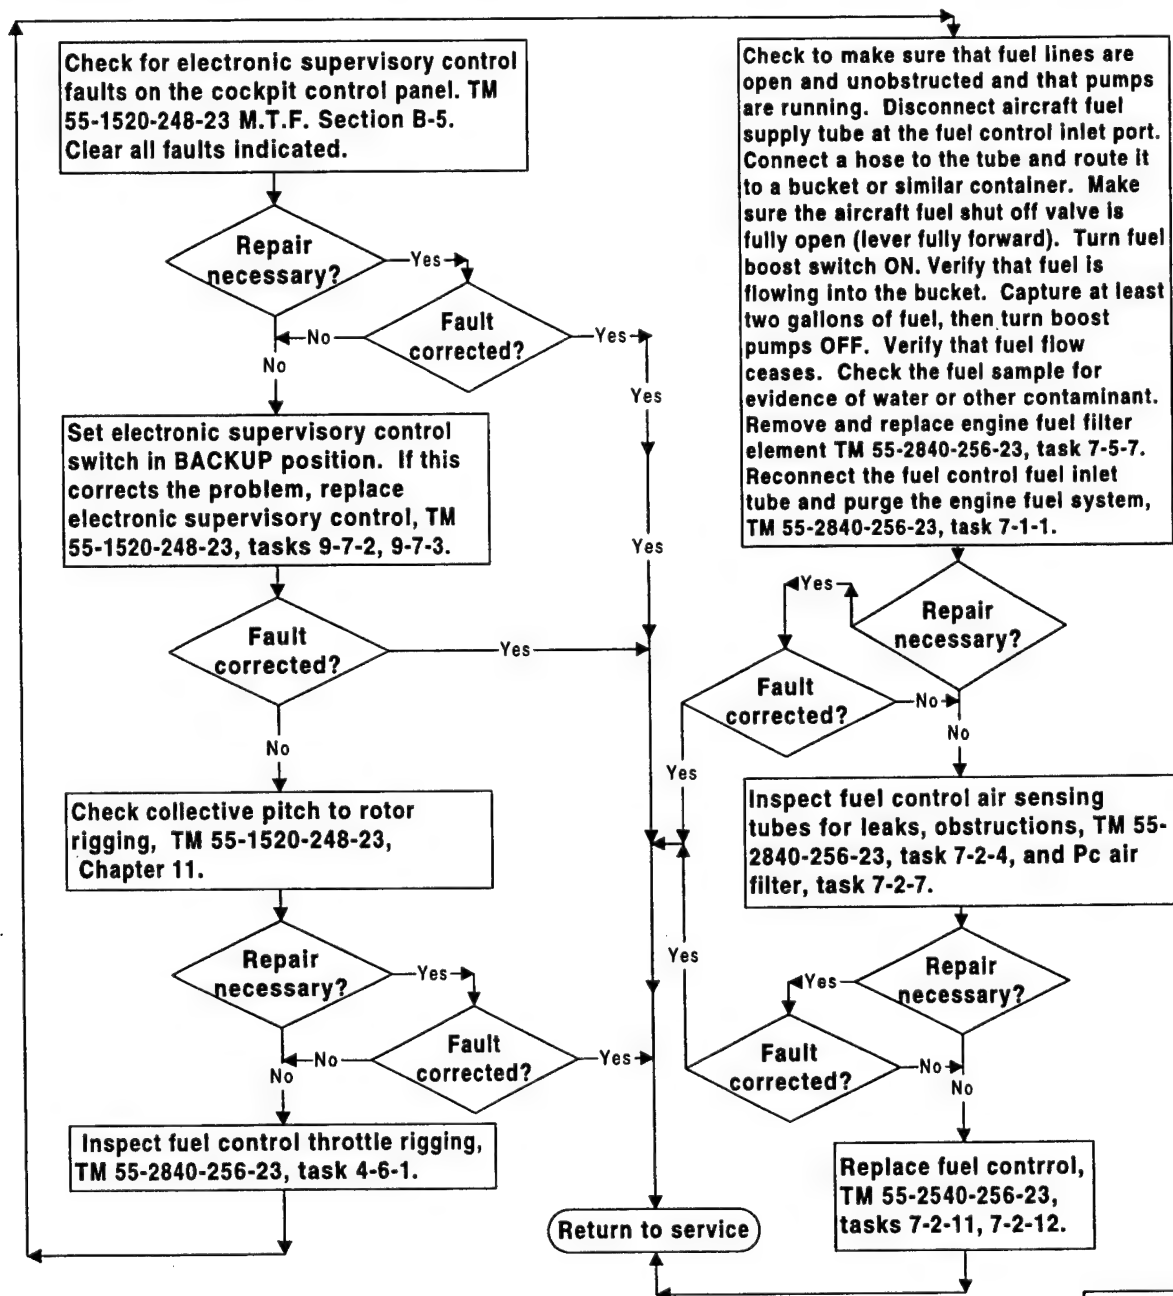 Check for electronic supervisory control
faults on the cockpit control panel. TM
55-1520-248-23 M.T.F. Section B-5.
Clear all faults indicated.
Repair
necessary?
Yes
Fault
corrected?
No
Yes
No
Yes
Yes
Set electronic supervisory control
switch in BACKUP position. If this
corrects the problem, replace
electronic supervisory control, TM
55-1520-248-23, tasks 9-7-2, 9-7-3.
Fault
corrected?
Yes
No
Check collective pitch to rotor
rigging, TM 55-1520-248-23,
Chapter 11.
Repair
necessary?
Yes
Fault
corrected?
No
Yes
No
Inspect fuel control throttle rigging,
TM 55-2840-256-23, task 4-6-1.
Check to make sure that fuel lines are
open and unobstructed and that pumps
are running. Disconnect aircraft fuel
supply tube at the fuel control inlet port.
Connect a hose to the tube and route it
to a bucket or similar container. Make
sure the aircraft fuel shut off valve is
fully open (lever fully forward). Turn fuel
boost switch ON. Verify that fuel is
flowing into the bucket. Capture at least
two gallons of fuel, then turn boost
pumps OFF. Verify that fuel flow
ceases. Check the fuel sample for
evidence of water or other contaminant.
Remove and replace engine fuel filter
element TM 55-2840-256-23, task 7-5-7.
Reconnect the fuel control fuel inlet
tube and purge the engine fuel system,
TM 55-2840-256-23, task 7-1-1.
Yes
Repair
necessary?
Fault
corrected?
No
No
Yes
Inspect fuel control air sensing
tubes for leaks, obstructions, TM 55-
2840-256-23, task 7-2-4, and Pc air
filter, task 7-2-7.
Yes
Repair
necessary?
Yes
Fault
corrected?
No
No
Replace fuel contrrol,
TM 55-2540-256-23,
tasks 7-2-11, 7-2-12.
Return to service